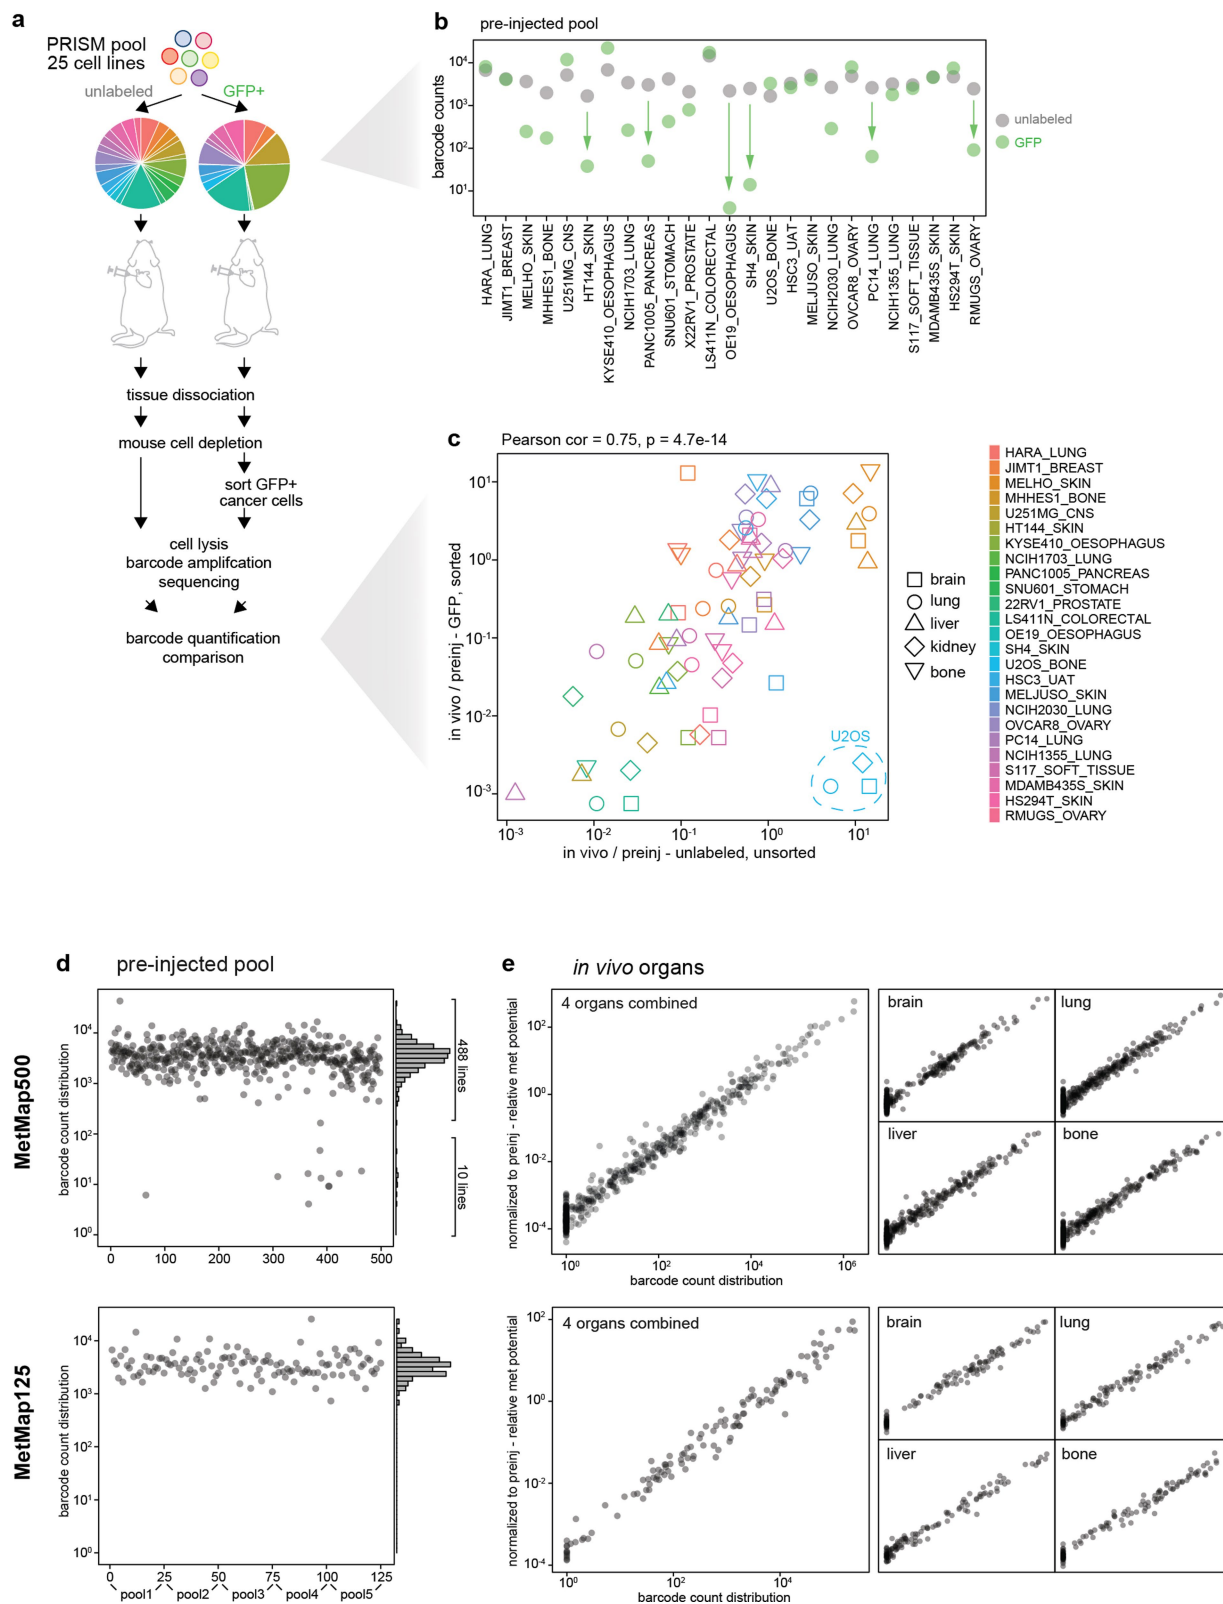 a
PRISM pool
25 cell lines
unlabeled
GFP+
tissue dissociation
mouse cell depletion
sort GFP+
cancer cells
cell lysis
barcode amplifcation
sequencing
barcode quantification
comparison
b
pre-injected pool
barcode counts
10⁴
10³
10²
10¹
unlabeled
GFP
HARA_LUNG
JIMT1_BREAST
MELHO_SKIN
MHHES1_BONE
U251MG_CNS
HT144_SKIN
KYSE410_OESOPHAGUS
NCIH1703_LUNG
PANC1005_PANCREAS
SNU601_STOMACH
X22RV1_PROSTATE
LS411N_COLORECTAL
OE19_OESOPHAGUS
SH4_SKIN
U2OS_BONE
HSC3_UAT
MELJUSO_SKIN
NCIH2030_LUNG
OVCAR8_OVARY
PC14_LUNG
NCIH1355_LUNG
S117_SOFT_TISSUE
MDAMB435S_SKIN
HS294T_SKIN
RMUGS_OVARY
c
Pearson cor = 0.75, p = 4.7e-14
in vivo / preinj - GFP, sorted
10¹
10⁰
10⁻¹
10⁻²
10⁻³
U2OS
10⁻³
10⁻²
10⁻¹
10⁰
10¹
in vivo / preinj - unlabeled, unsorted
brain
lung
liver
kidney
bone
HARA_LUNG
JIMT1_BREAST
MELHO_SKIN
MHHES1_BONE
U251MG_CNS
HT144_SKIN
KYSE410_OESOPHAGUS
NCIH1703_LUNG
PANC1005_PANCREAS
SNU601_STOMACH
22RV1_PROSTATE
LS411N_COLORECTAL
OE19_OESOPHAGUS
SH4_SKIN
U2OS_BONE
HSC3_UAT
MELJUSO_SKIN
NCIH2030_LUNG
OVCAR8_OVARY
PC14_LUNG
NCIH1355_LUNG
S117_SOFT_TISSUE
MDAMB435S_SKIN
HS294T_SKIN
RMUGS_OVARY
d
pre-injected pool
MetMap500
barcode count distribution
10⁴
10³
10²
10¹
10⁰
0
100
200
300
400
500
488 lines
10 lines
MetMap125
barcode count distribution
10⁴
10³
10²
10¹
10⁰
0
25
50
75
100
125
pool1
pool2
pool3
pool4
pool5
e
in vivo organs
4 organs combined
normalized to preinj - relative met potential
10²
10⁰
10⁻²
10⁻⁴
10⁰
10²
10⁴
10⁶
barcode count distribution
brain
lung
liver
bone
4 organs combined
normalized to preinj - relative met potential
10²
10⁰
10⁻²
10⁻⁴
10⁰
10²
10⁴
barcode count distribution
brain
lung
liver
bone